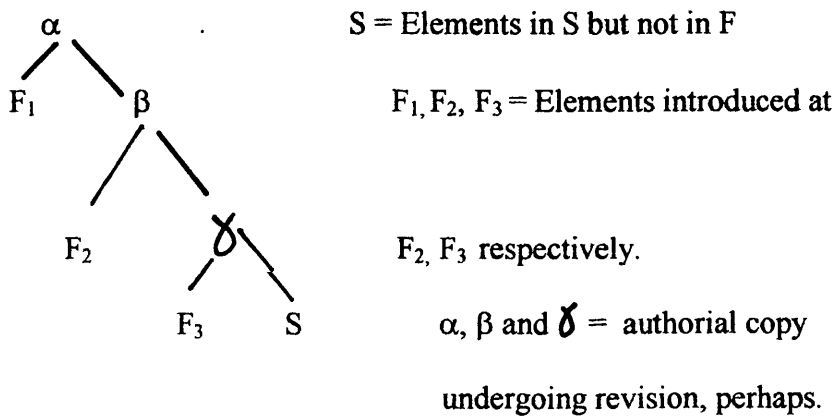 α
S = Elements in S but not in F
F₁
β
F₁, F₂, F₃ = Elements introduced at
F₂
γ
F₂, F₃ respectively.
F₃
S
α, β and γ = authorial copy
undergoing revision, perhaps.